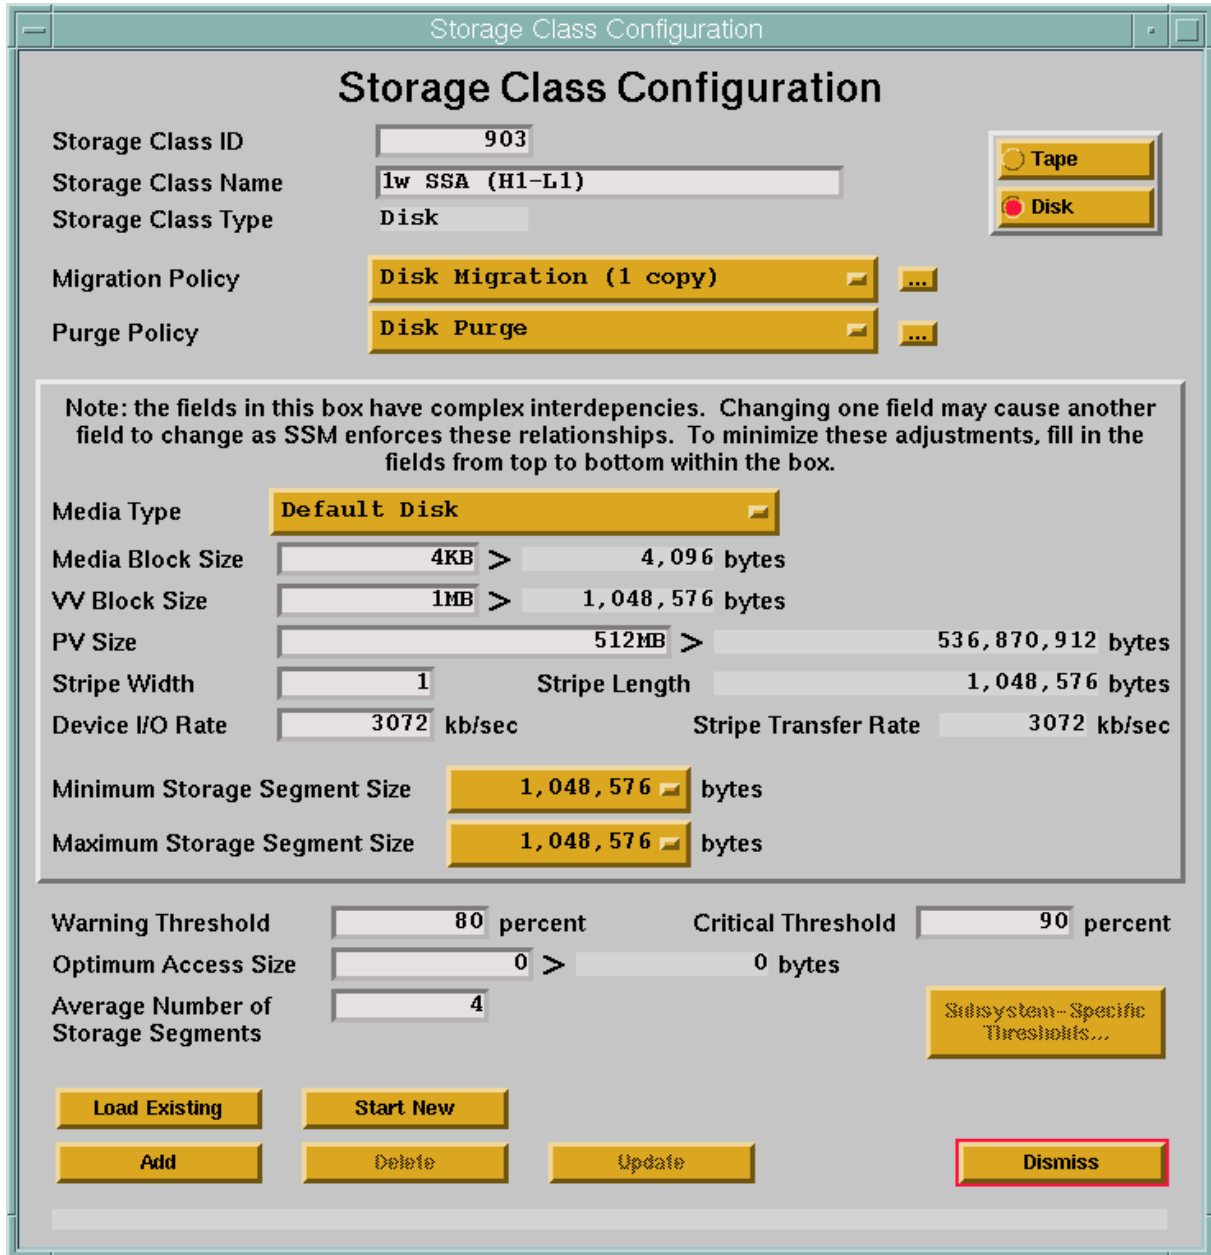 Storage Class Configuration
Storage Class Configuration
Storage Class ID 903
Tape
Storage Class Name 1w SSA (H1-L1)
Disk
Storage Class Type Disk
Migration Policy Disk Migration (1 copy) ...
Purge Policy Disk Purge ...
Note: the fields in this box have complex interdepencies. Changing one field may cause another
field to change as SSM enforces these relationships. To minimize these adjustments, fill in the
fields from top to bottom within the box.
Media Type Default Disk
Media Block Size 4KB > 4,096 bytes
VV Block Size 1MB > 1,048,576 bytes
PV Size 512MB > 536,870,912 bytes
Stripe Width 1 Stripe Length 1,048,576 bytes
Device I/O Rate 3072 kb/sec Stripe Transfer Rate 3072 kb/sec
Minimum Storage Segment Size 1,048,576 bytes
Maximum Storage Segment Size 1,048,576 bytes
Warning Threshold 80 percent Critical Threshold 90 percent
Optimum Access Size 0 > 0 bytes
Average Number of 4
Storage Segments
Subsystem-Specific
Thresholds...
Load Existing Start New
Add Delete Update Dismiss